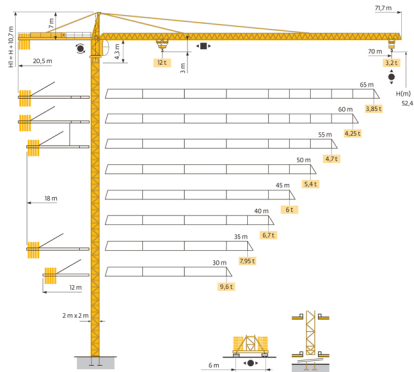 71,7 m
7 m
H1 = H + 10,7 m
4,3 m
12 t
3 m
70 m
3,2 t
20,5 m
H(m)
52,4
65 m
3,85 t
60 m
4,25 t
55 m
4,7 t
50 m
5,4 t
18 m
45 m
6 t
40 m
6,7 t
35 m
7,95 t
30 m
9,6 t
12 m
2 m x 2 m
6 m